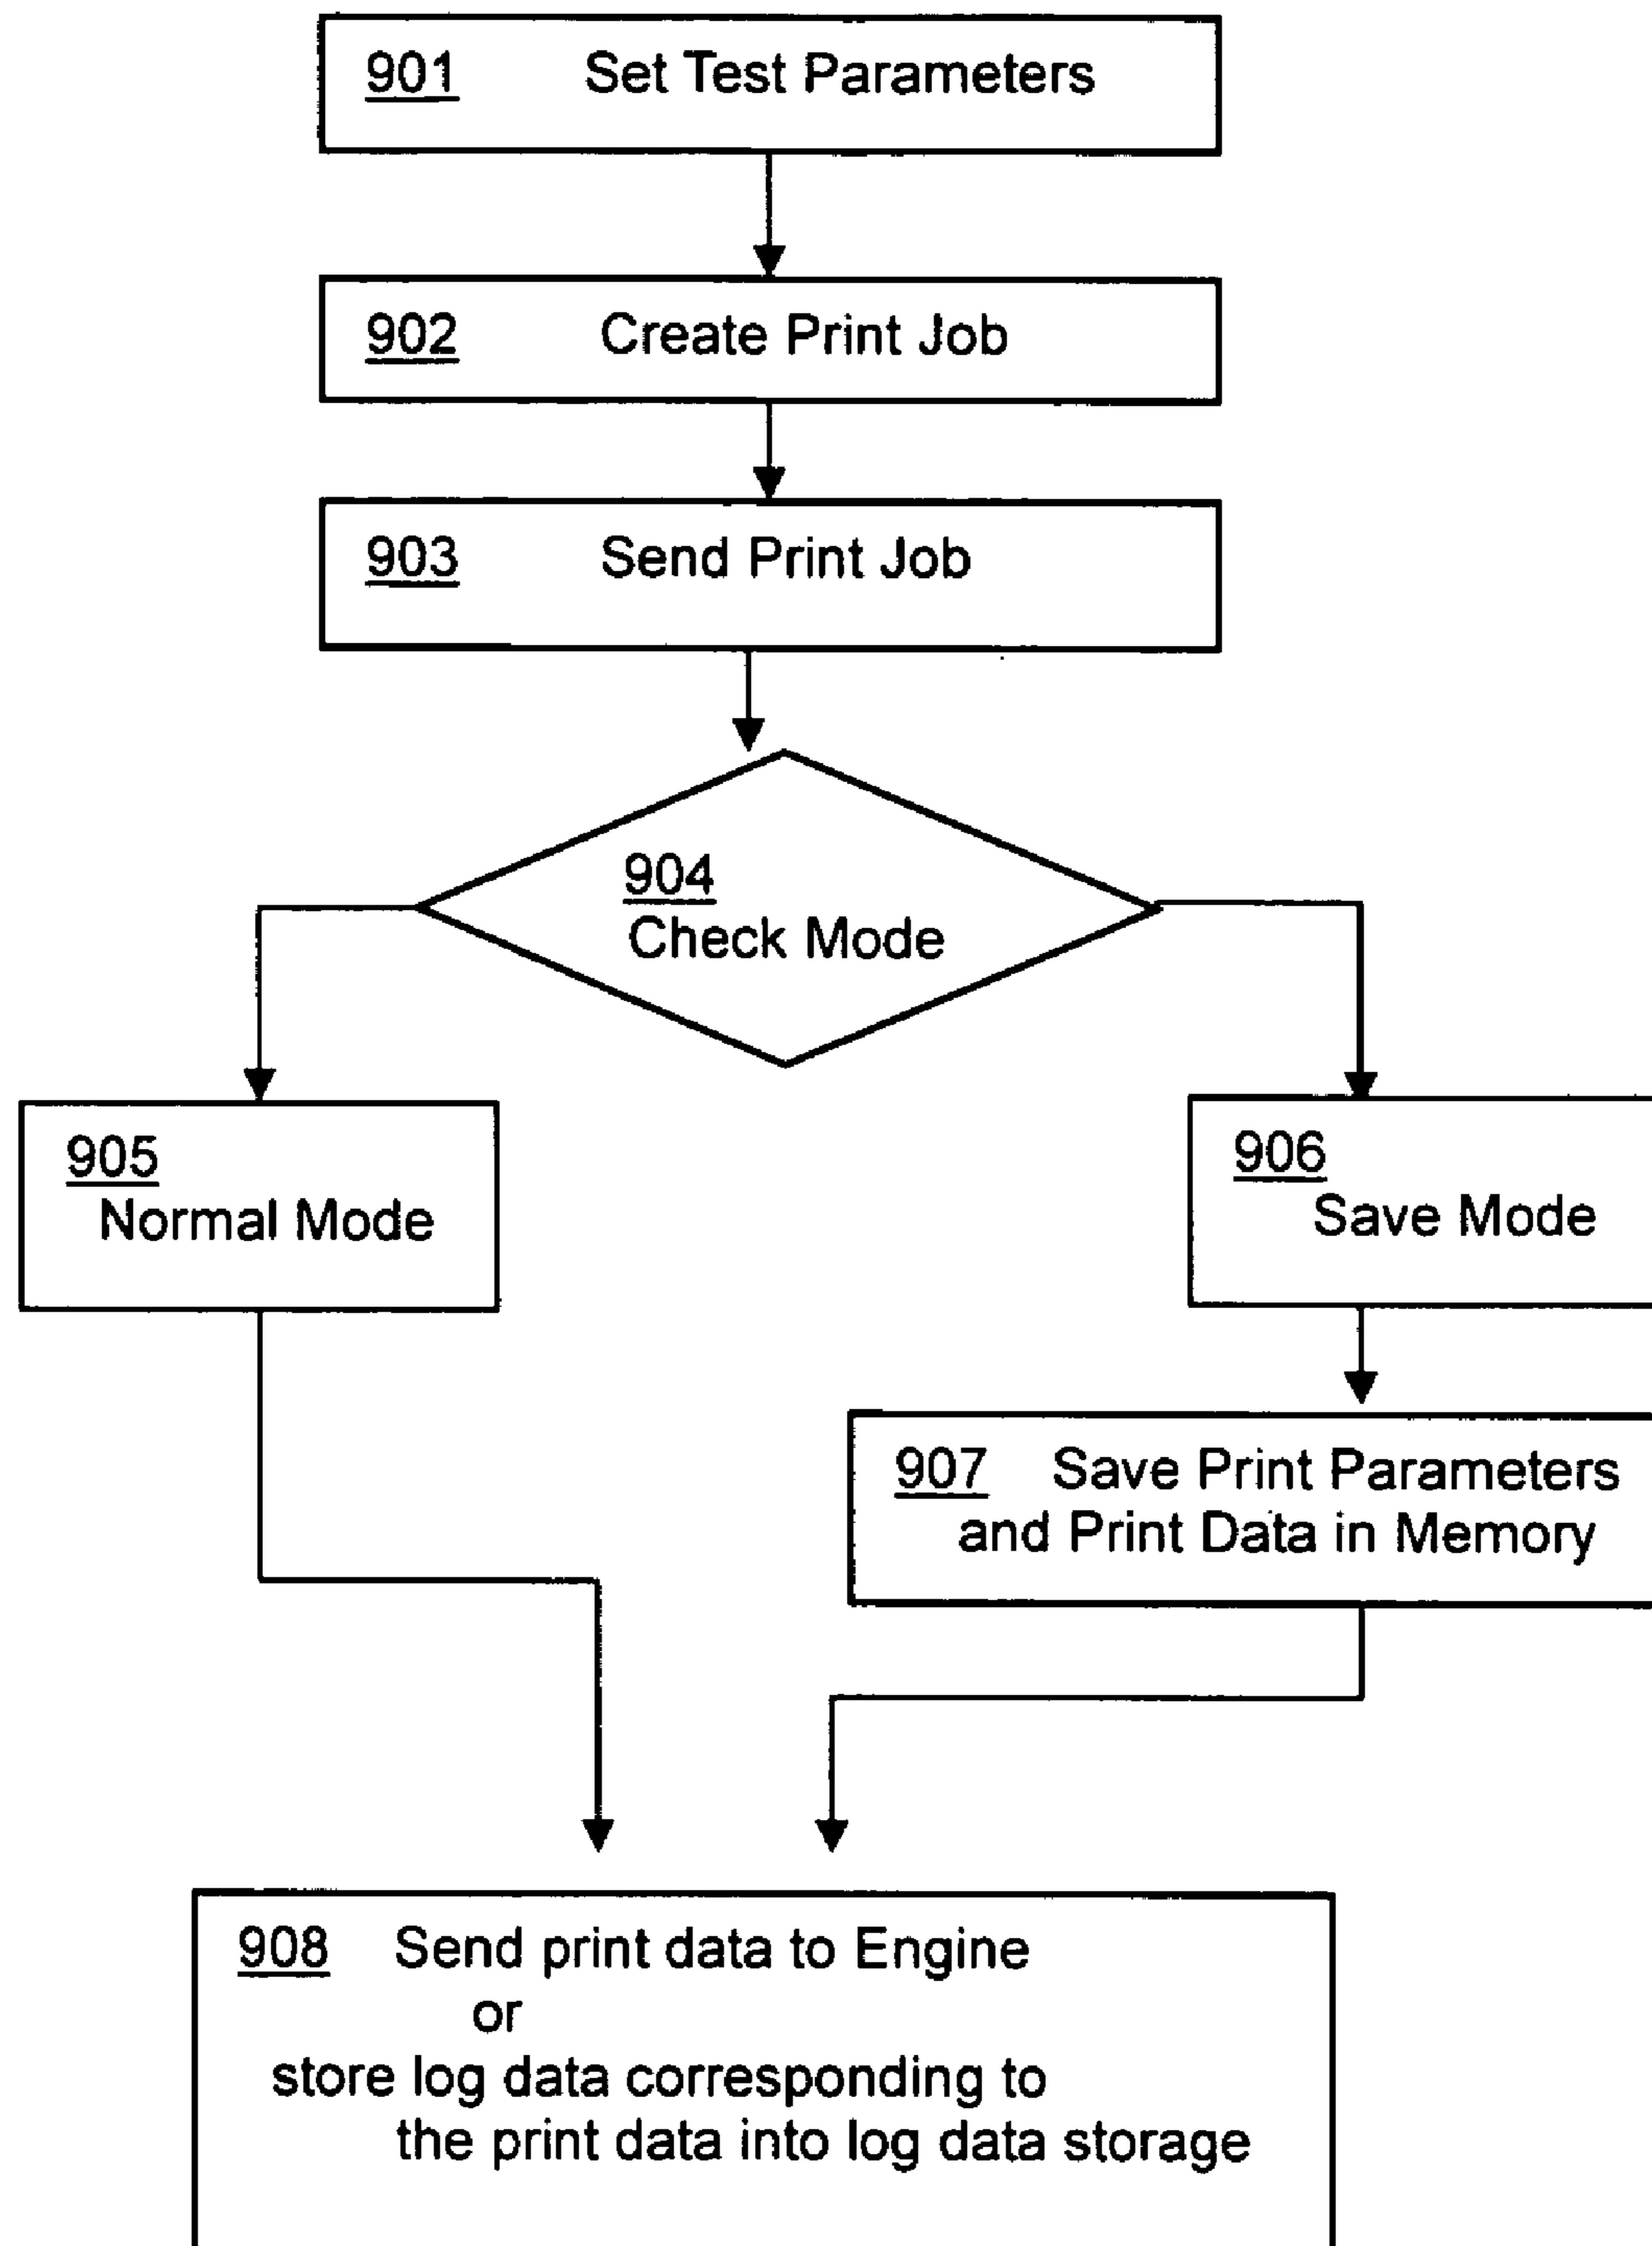 901 Set Test Parameters
902 Create Print Job
903 Send Print Job
904
Check Mode
905
Normal Mode
906
Save Mode
907 Save Print Parameters
and Print Data in Memory
908 Send print data to Engine
or
store log data corresponding to
the print data into log data storage